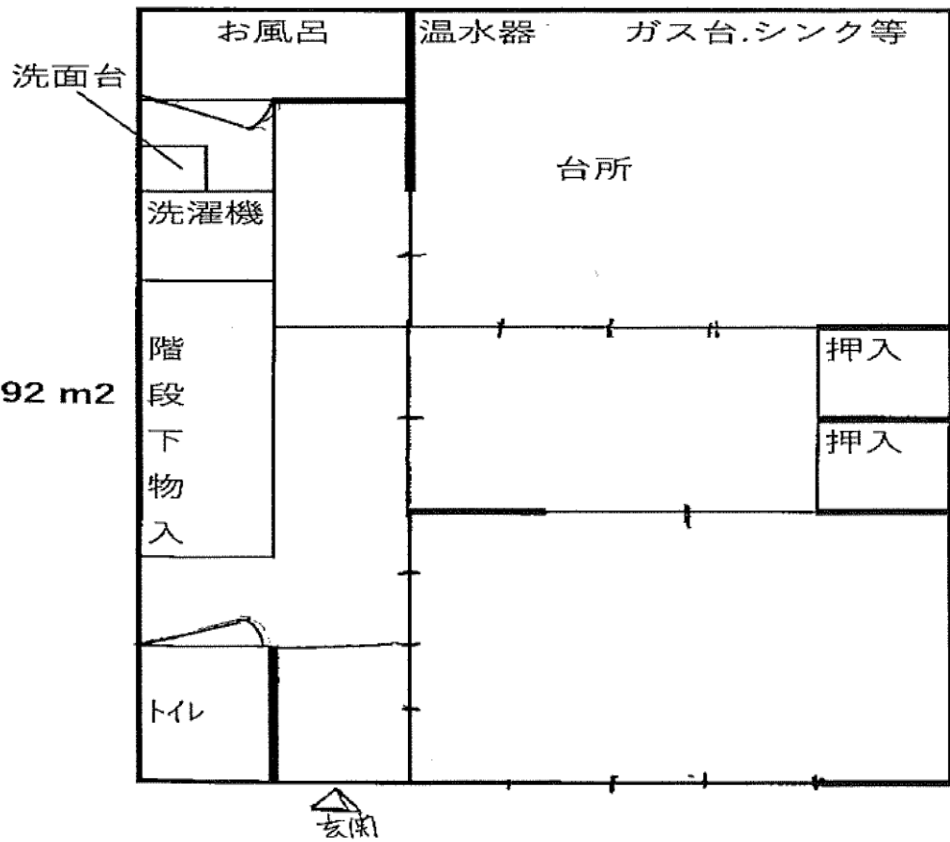 お風呂
温水器
ガス台.シンク等
洗面台
台所
洗濯機
階段下物入
押入
92 m2
押入
トイレ
玄関